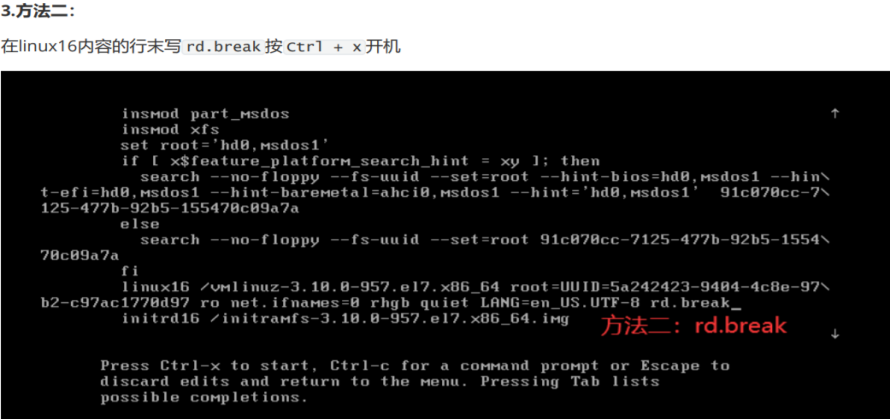 3.方法二：
在linux16内容的行末写 rd.break 按 Ctrl + x 开机
insmod part_msdos
insmod xfs
set root='hd0,msdos1'
if [ x$feature_platform_search_hint = xy ]; then
search --no-floppy --fs-uuid --set=root --hint-bios=hd0,msdos1 --hin\
t-efi=hd0,msdos1 --hint-baremetal=ahci0,msdos1 --hint='hd0,msdos1'  91c070cc-7\
125-477b-92b5-155470c09a7a
else
search --no-floppy --fs-uuid --set=root 91c070cc-7125-477b-92b5-1554\
70c09a7a
fi
linux16 /vmlinuz-3.10.0-957.el7.x86_64 root=UUID=5a242423-9404-4c8e-97\
b2-c97ac1770d97 ro net.ifnames=0 rhgb quiet LANG=en_US.UTF-8 rd.break_
initrd16 /initramfs-3.10.0-957.el7.x86_64.img
方法二：rd.break
Press Ctrl-x to start, Ctrl-c for a command prompt or Escape to
discard edits and return to the menu. Pressing Tab lists
possible completions.